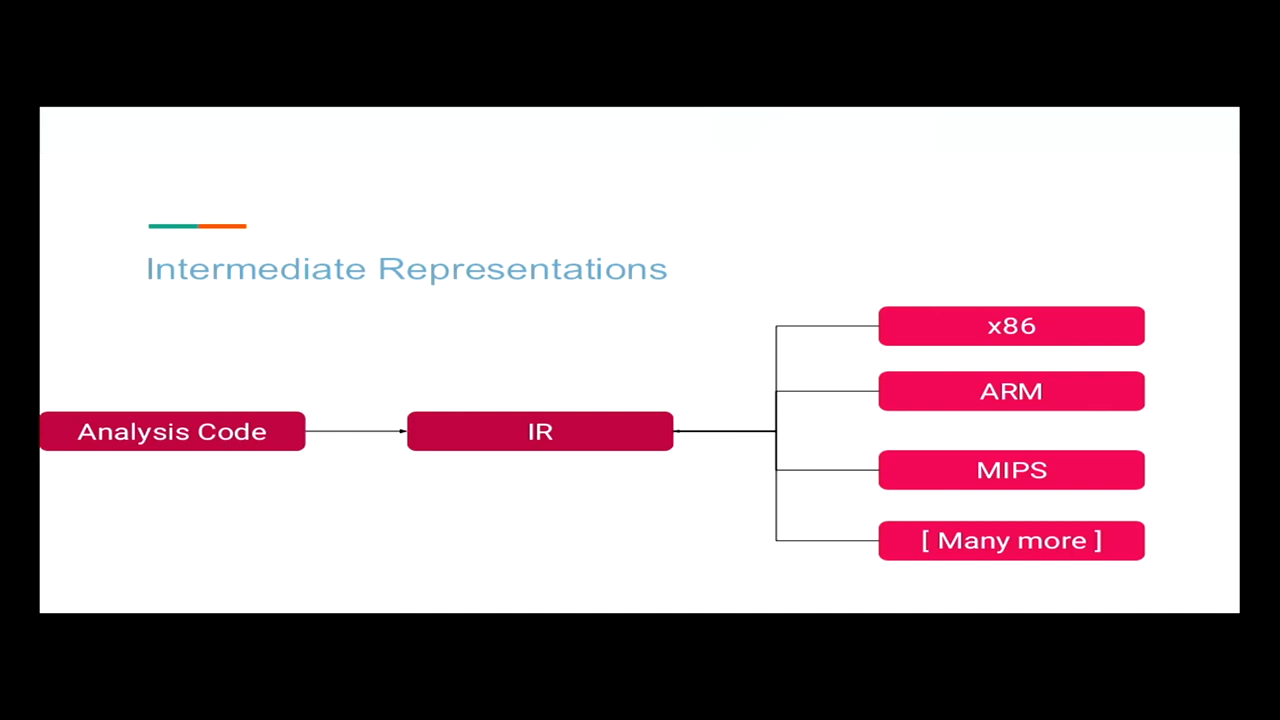 Intermediate Representations
x86
ARM
Analysis Code
IR
MIPS
[ Many more ]